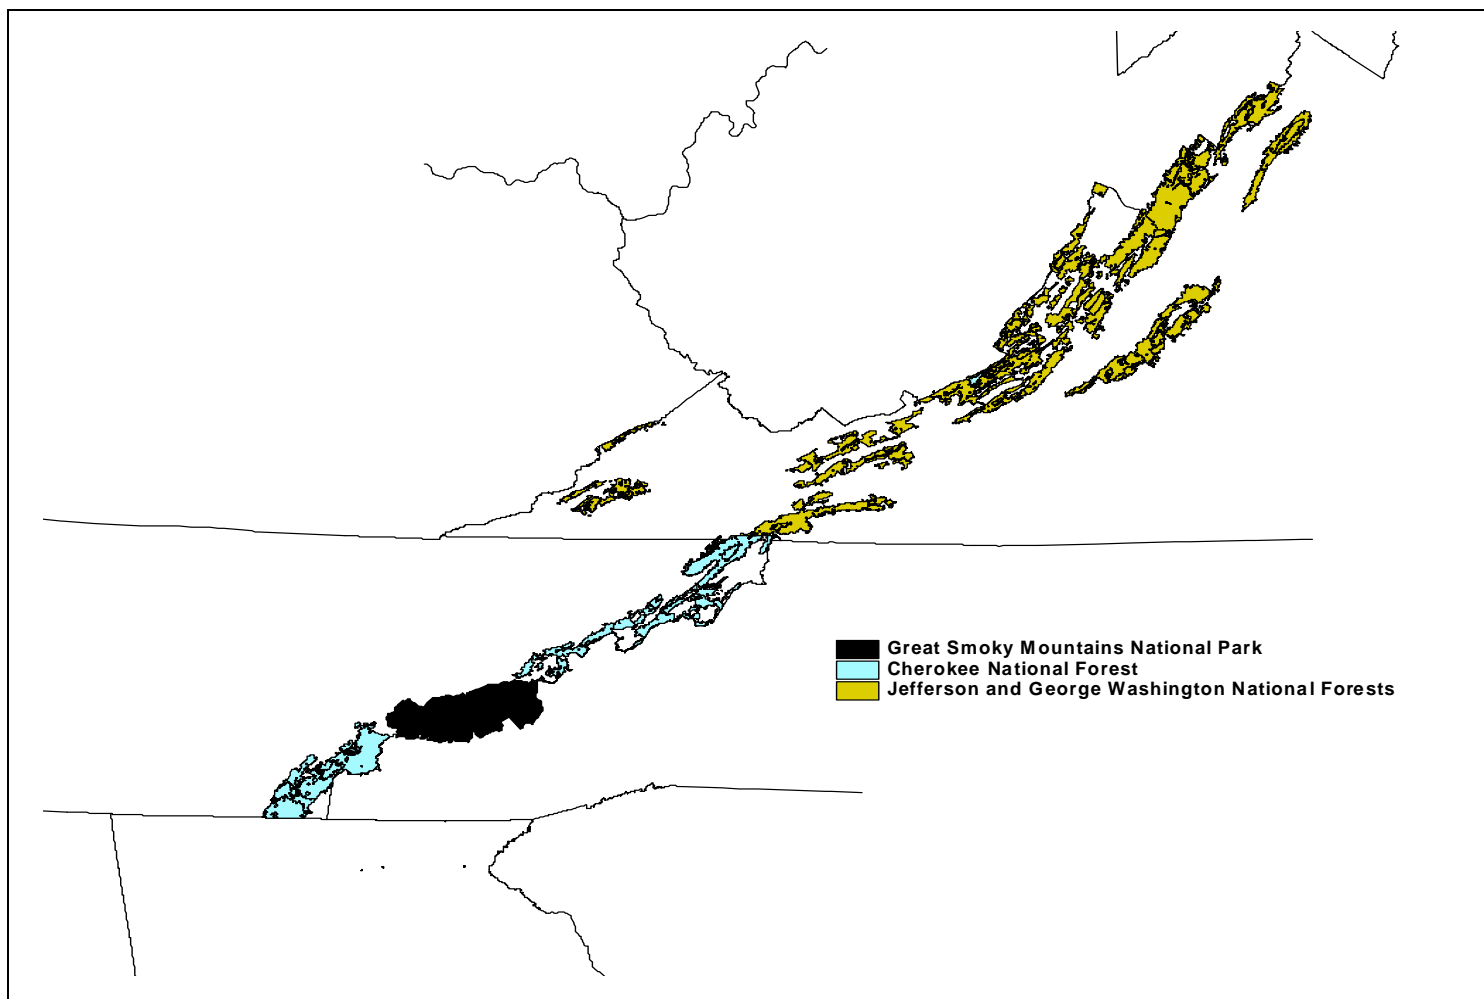 Great Smoky Mountains National Park
Cherokee National Forest
Jefferson and George Washington National Forests